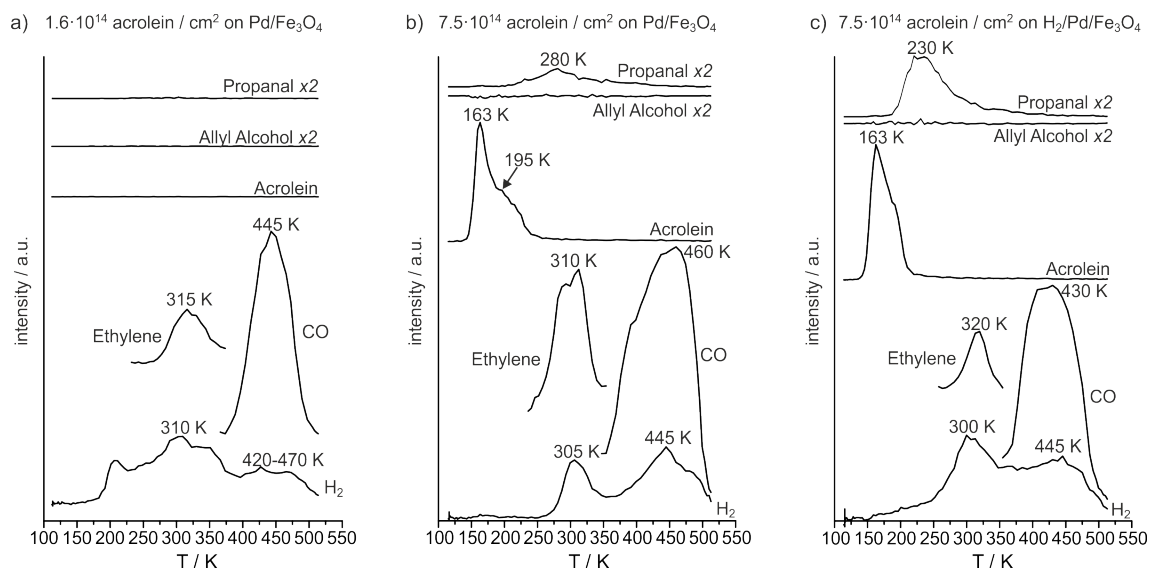 a) 1.6·10¹⁴ acrolein / cm² on Pd/Fe₃O₄
Propanal x2
Allyl Alcohol x2
Acrolein
445 K
315 K
Ethylene
CO
310 K
420-470 K
H₂
intensity / a.u.
100 150 200 250 300 350 400 450 500 550
T / K
b) 7.5·10¹⁴ acrolein / cm² on Pd/Fe₃O₄
280 K
Propanal x2
Allyl Alcohol x2
163 K
195 K
Acrolein
460 K
310 K
Ethylene
CO
305 K
445 K
H₂
intensity / a.u.
100 150 200 250 300 350 400 450 500 550
T / K
c) 7.5·10¹⁴ acrolein / cm² on H₂/Pd/Fe₃O₄
230 K
Propanal x2
Allyl Alcohol x2
163 K
Acrolein
430 K
320 K
Ethylene
CO
300 K
445 K
H₂
intensity / a.u.
100 150 200 250 300 350 400 450 500 550
T / K